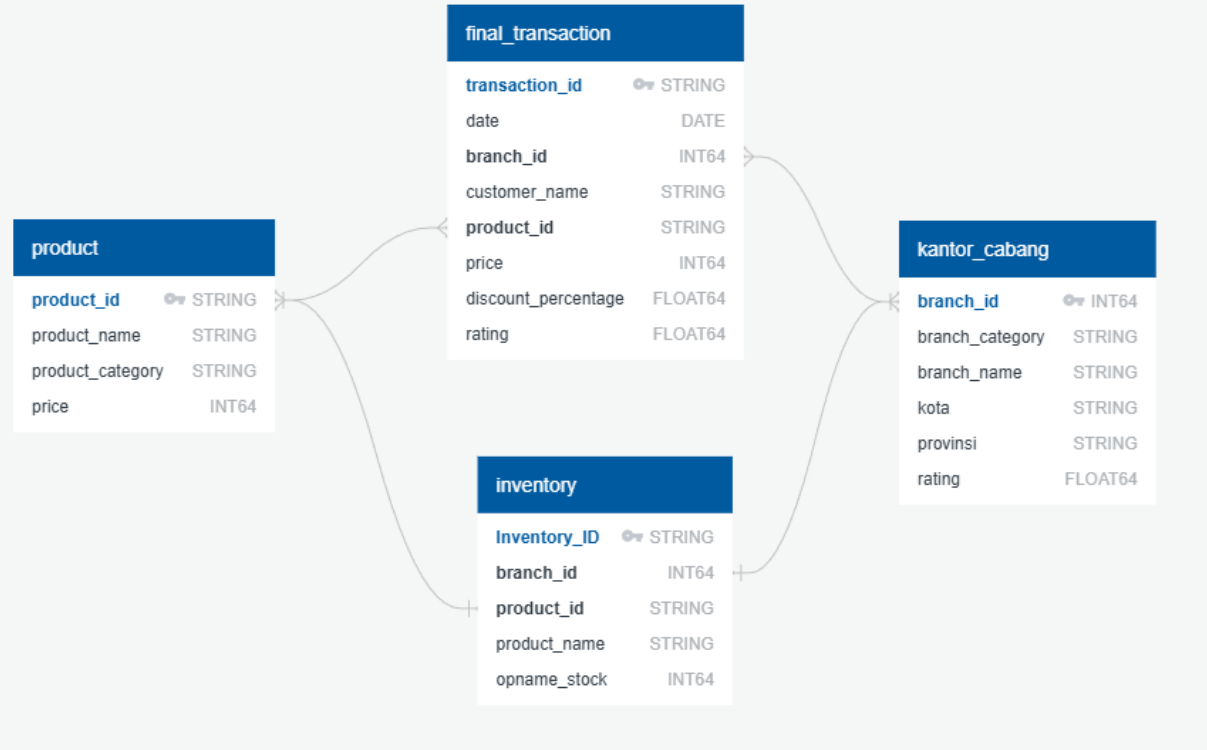 final_transaction
transaction_id STRING
date DATE
branch_id INT64
customer_name STRING
product_id STRING
price INT64
discount_percentage FLOAT64
rating FLOAT64
product
product_id STRING
product_name STRING
product_category STRING
price INT64
kantor_cabang
branch_id INT64
branch_category STRING
branch_name STRING
kota STRING
provinsi STRING
rating FLOAT64
inventory
Inventory_ID STRING
branch_id INT64
product_id STRING
product_name STRING
opname_stock INT64